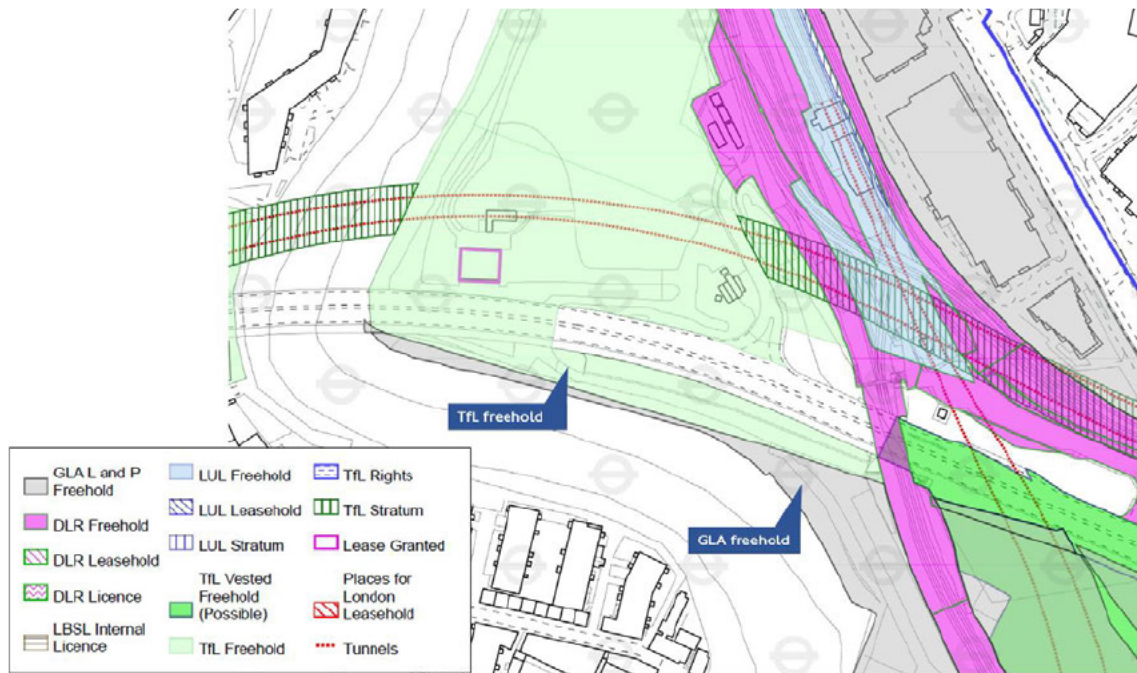 TfL freehold
GLA freehold
GLA L and P
Freehold
DLR Freehold
DLR Leasehold
DLR Licence
LBSL Internal
Licence
LUL Freehold
LUL Leasehold
LUL Stratum
TfL Vested
Freehold
(Possible)
TfL Freehold
TfL Rights
TfL Stratum
Lease Granted
Places for
London
Leasehold
Tunnels